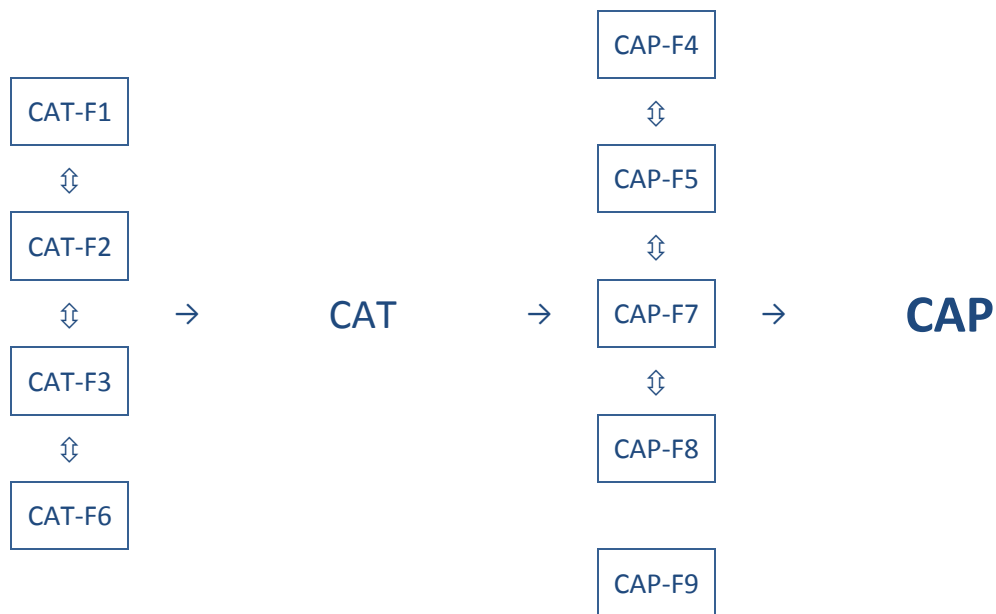 CAT-F1
⇳
CAT-F2
⇳
CAT-F3
⇳
CAT-F6
→
CAT
→
CAP-F4
⇳
CAP-F5
⇳
CAP-F7
⇳
CAP-F8
CAP-F9
→
CAP